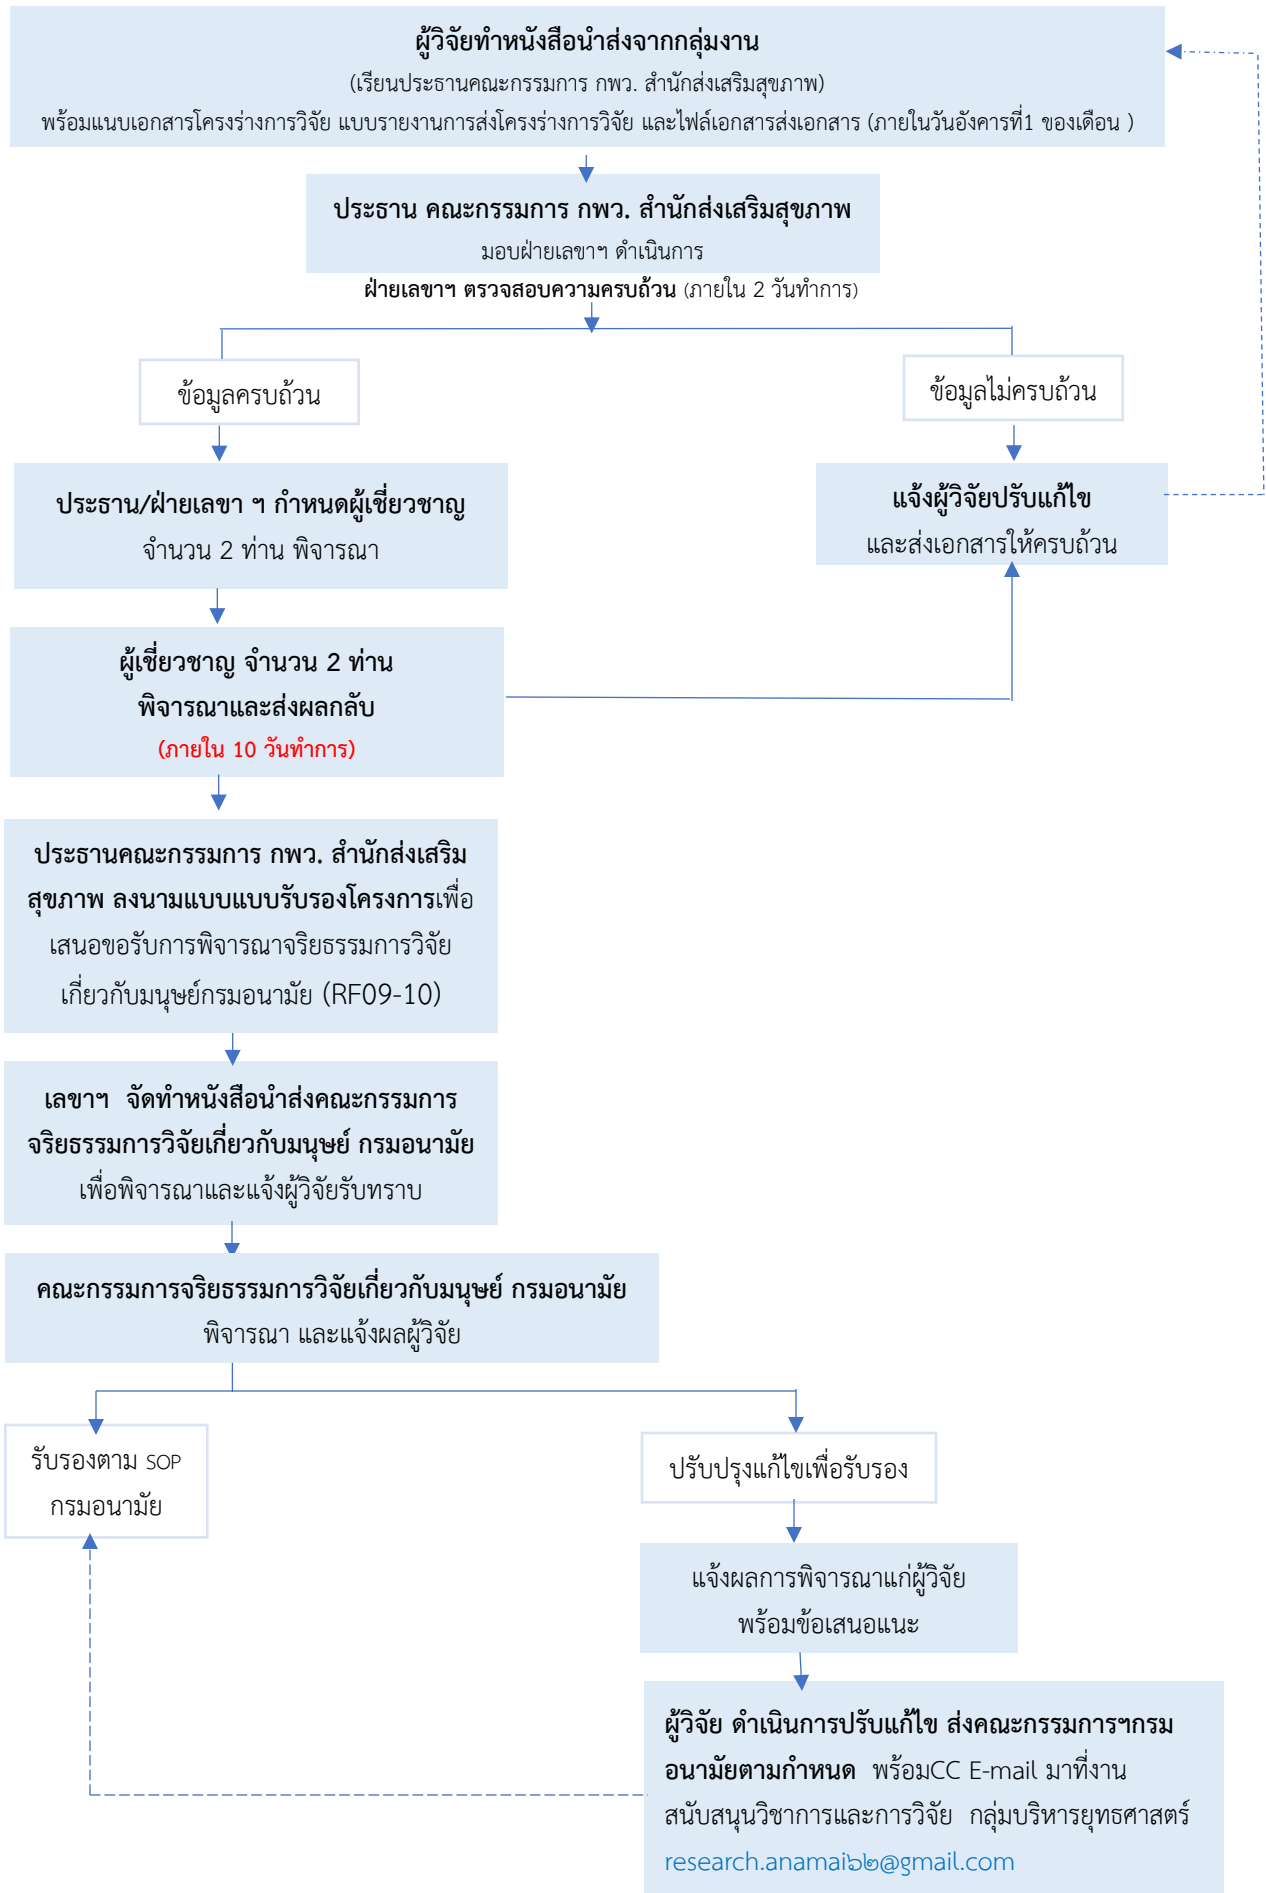 ผู้วิจัยทำหนังสือนำส่งจากกลุ่มงาน
(เรียนประธานคณะกรรมการ กพว. สำนักส่งเสริมสุขภาพ)
พร้อมแนบเอกสารโครงร่างการวิจัย แบบรายงานการส่งโครงร่างการวิจัย และไฟล์เอกสารส่งเอกสาร (ภายในวันอังคารที่1 ของเดือน )
ประธาน คณะกรรมการ กพว. สำนักส่งเสริมสุขภาพ
มอบฝ่ายเลขาฯ ดำเนินการ
ฝ่ายเลขาฯ ตรวจสอบความครบถ้วน (ภายใน 2 วันทำการ)
ข้อมูลครบถ้วน
ข้อมูลไม่ครบถ้วน
ประธาน/ฝ่ายเลขา ฯ กำหนดผู้เชี่ยวชาญ
จำนวน 2 ท่าน พิจารณา
แจ้งผู้วิจัยปรับแก้ไข
และส่งเอกสารให้ครบถ้วน
ผู้เชี่ยวชาญ จำนวน 2 ท่าน
พิจารณาและส่งผลกลับ
(ภายใน 10 วันทำการ)
ประธานคณะกรรมการ กพว. สำนักส่งเสริม
สุขภาพ ลงนามแบบแบบรับรองโครงการเพื่อ
เสนอขอรับการพิจารณาจริยธรรมการวิจัย
เกี่ยวกับมนุษย์กรมอนามัย (RF09-10)
เลขาฯ จัดทำหนังสือนำส่งคณะกรรมการ
จริยธรรมการวิจัยเกี่ยวกับมนุษย์ กรมอนามัย
เพื่อพิจารณาและแจ้งผู้วิจัยรับทราบ
คณะกรรมการจริยธรรมการวิจัยเกี่ยวกับมนุษย์ กรมอนามัย
พิจารณา และแจ้งผลผู้วิจัย
รับรองตาม SOP
กรมอนามัย
ปรับปรุงแก้ไขเพื่อรับรอง
แจ้งผลการพิจารณาแก่ผู้วิจัย
พร้อมข้อเสนอแนะ
ผู้วิจัย ดำเนินการปรับแก้ไข ส่งคณะกรรมการฯกรม
อนามัยตามกำหนด พร้อมCC E-mail มาที่งาน
สนับสนุนวิชาการและการวิจัย กลุ่มบริหารยุทธศาสตร์
research.anamai๖๒@gmail.com